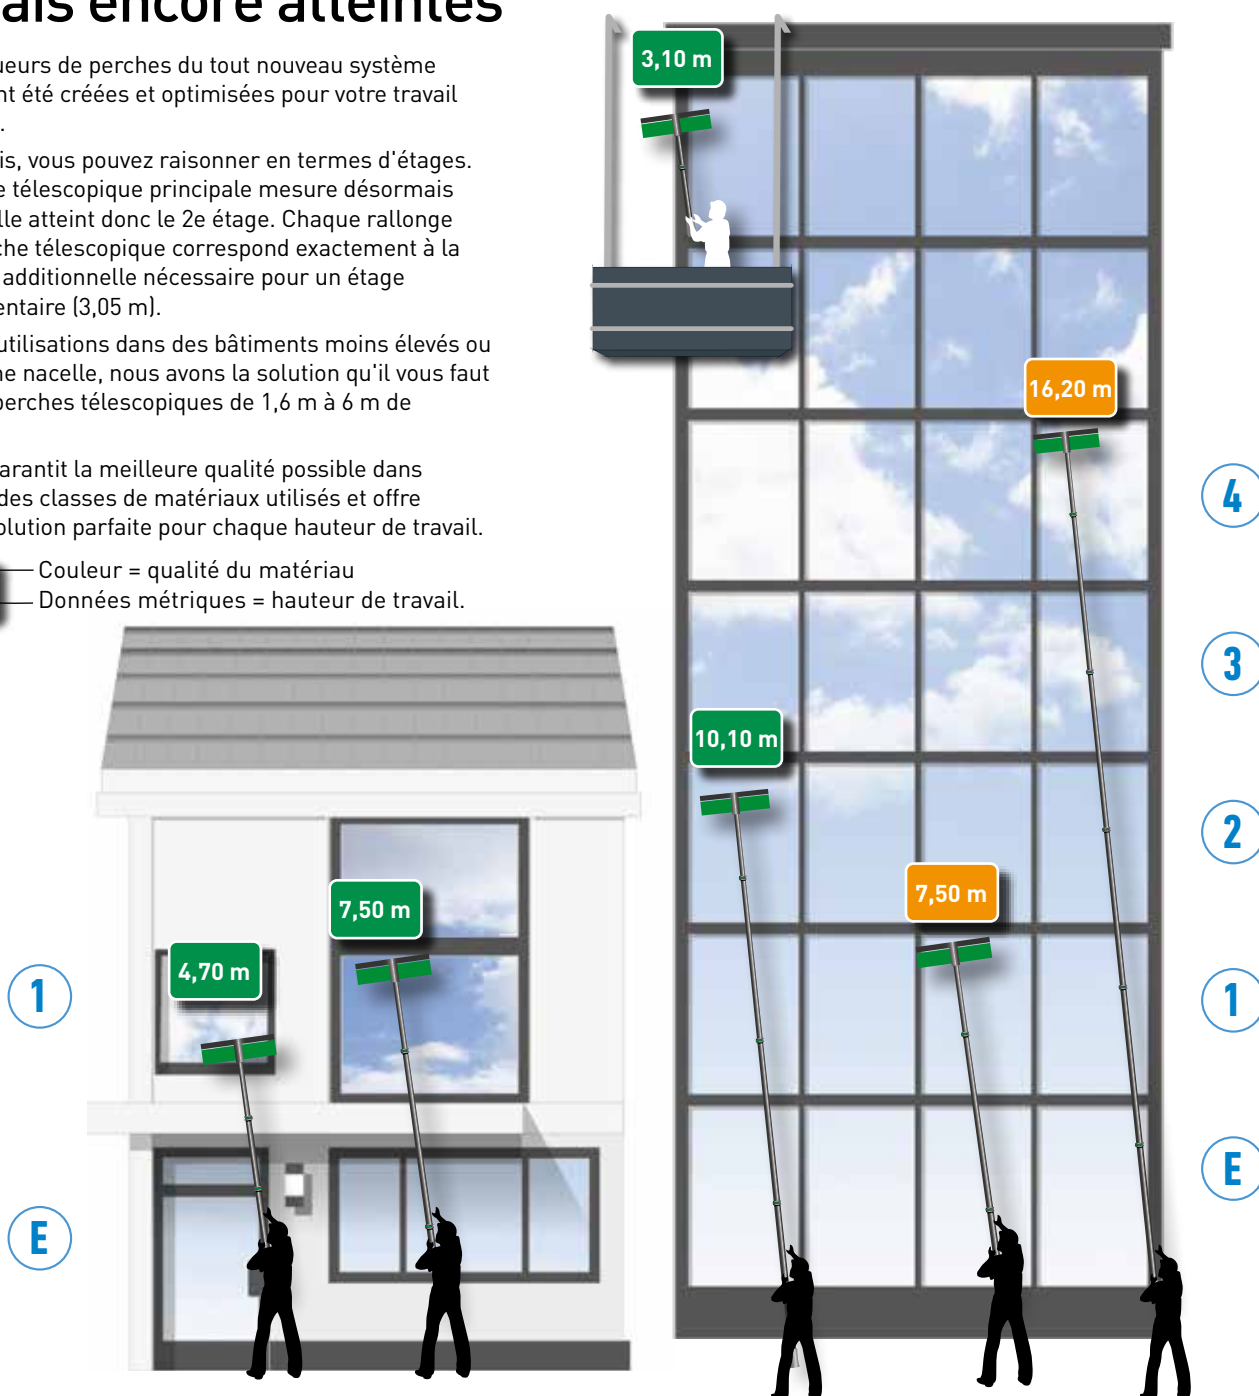 ais encore atteintes
ueurs de perches du tout nouveau système
nt été créées et optimisées pour votre travail
.
is, vous pouvez raisonner en termes d'étages.
e télescopique principale mesure désormais
lle atteint donc le 2e étage. Chaque rallonge
che télescopique correspond exactement à la
additionnelle nécessaire pour un étage
entaire (3,05 m).
utilisations dans des bâtiments moins élevés ou
ne nacelle, nous avons la solution qu'il vous faut
perches télescopiques de 1,6 m à 6 m de
arantit la meilleure qualité possible dans
des classes de matériaux utilisés et offre
olution parfaite pour chaque hauteur de travail.
Couleur = qualité du matériau
Données métriques = hauteur de travail.
3,10 m
16,20 m
10,10 m
7,50 m
7,50 m
4,70 m
1
E
4
3
2
1
E